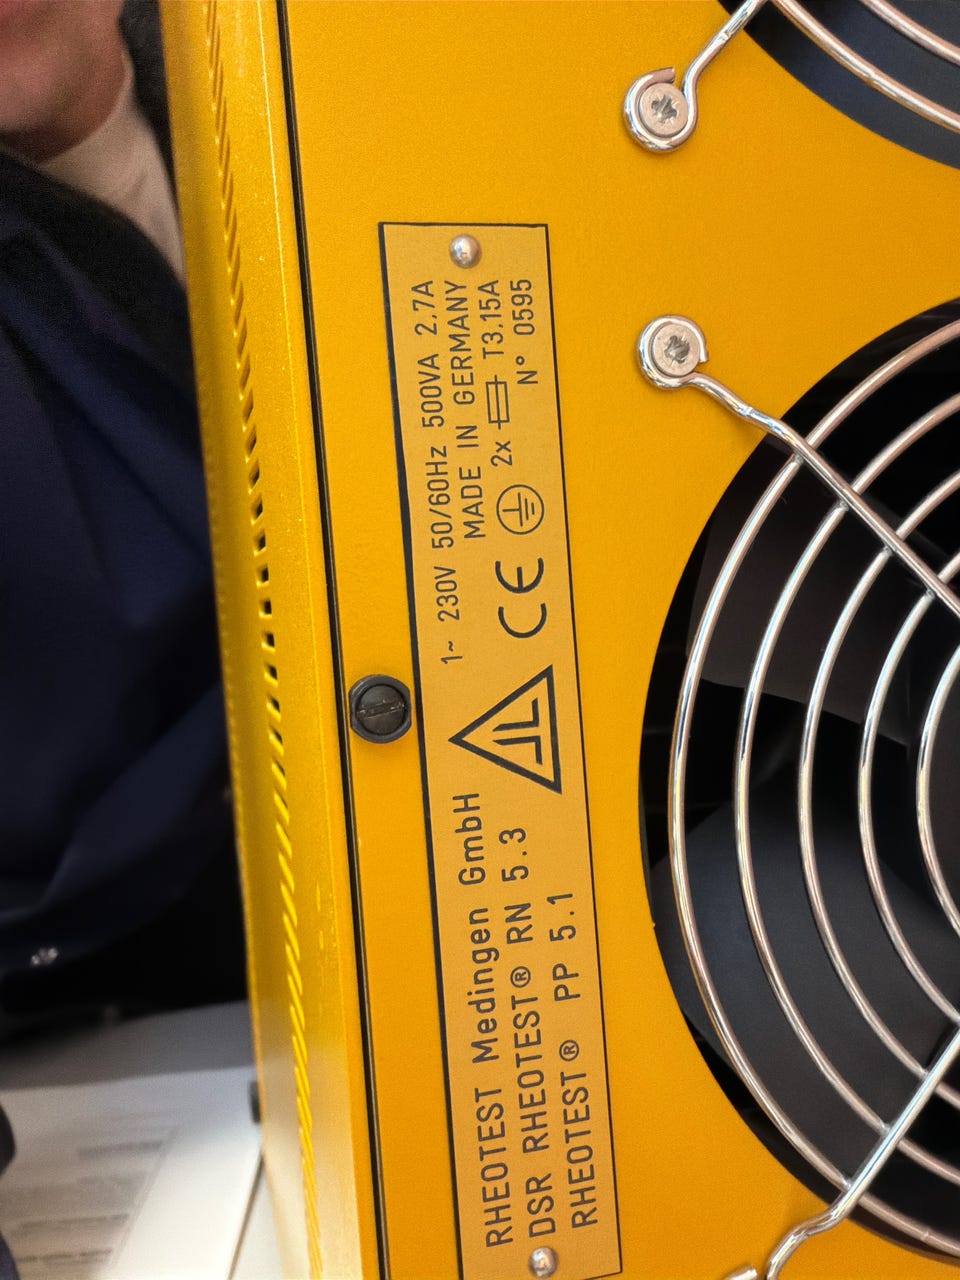 RHEOTEST Medingen GmbH
DSR RHEOTEST® RN 5.3
RHEOTEST® PP 5.1
CE
1~ 230V 50/60Hz 500VA 2,7A
MADE IN GERMANY
2x T3,15A
N° 0595